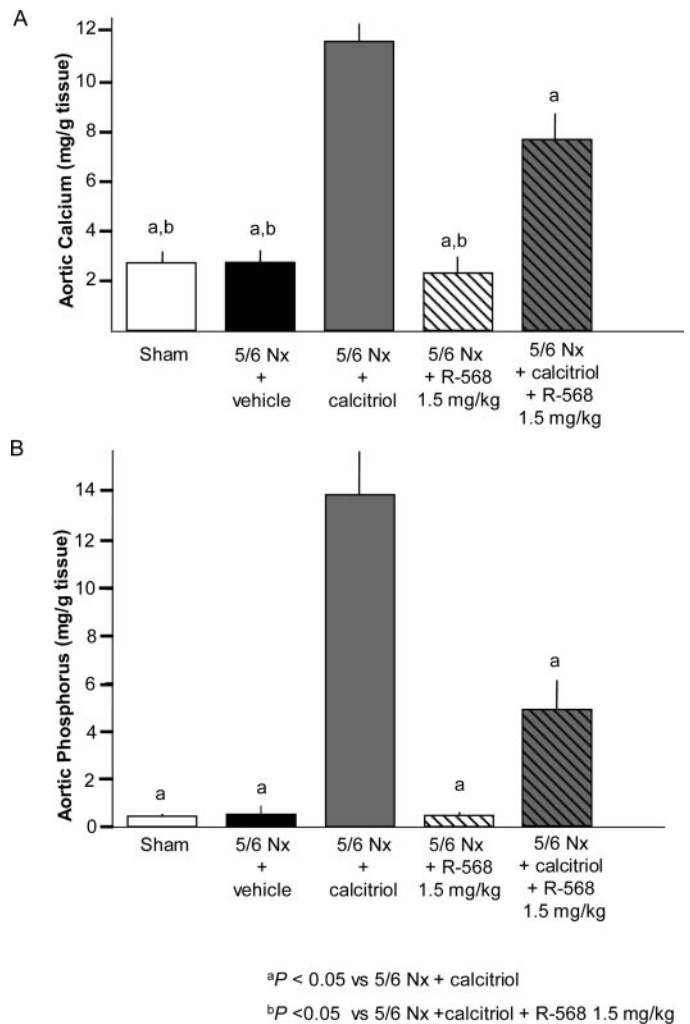 A
Aortic Calcium (mg/g tissue)
12
10
8
6
4
2
a,b
a,b
a,b
a
Sham
5/6 Nx
+
vehicle
5/6 Nx
+
calcitriol
5/6 Nx
+ R-568
1.5 mg/kg
5/6 Nx
+ calcitriol
+ R-568
1.5 mg/kg
B
Aortic Phosphorus (mg/g tissue)
14
12
10
8
6
4
2
0
a
a
a
a
Sham
5/6 Nx
+
vehicle
5/6 Nx
+
calcitriol
5/6 Nx
+ R-568
1.5 mg/kg
5/6 Nx
+ calcitriol
+ R-568
1.5 mg/kg
aP < 0.05 vs 5/6 Nx + calcitriol
bP <0.05 vs 5/6 Nx +calcitriol + R-568 1.5 mg/kg